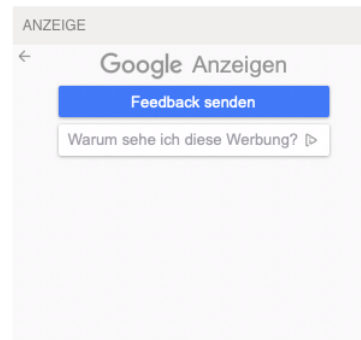 ANZEIGE
Google Anzeigen
Feedback senden
Warum sehe ich diese Werbung?